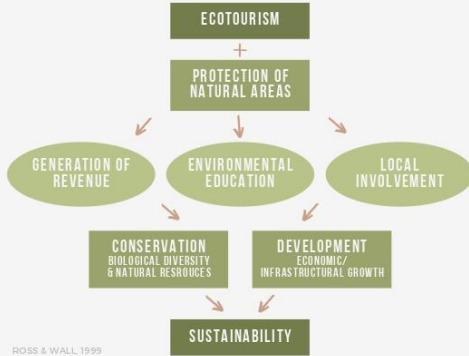 ECOTOURISM
+
PROTECTION OF
NATURAL AREAS
GENERATION OF
REVENUE
ENVIRONMENTAL
EDUCATION
LOCAL
INVOLVEMENT
CONSERVATION
BIOLOGICAL DIVERSITY
& NATURAL RESROUCES
DEVELOPMENT
ECONOMIC/
INFRASTRUCTURAL GROWTH
SUSTAINABILITY
ROSS & WALL, 1999